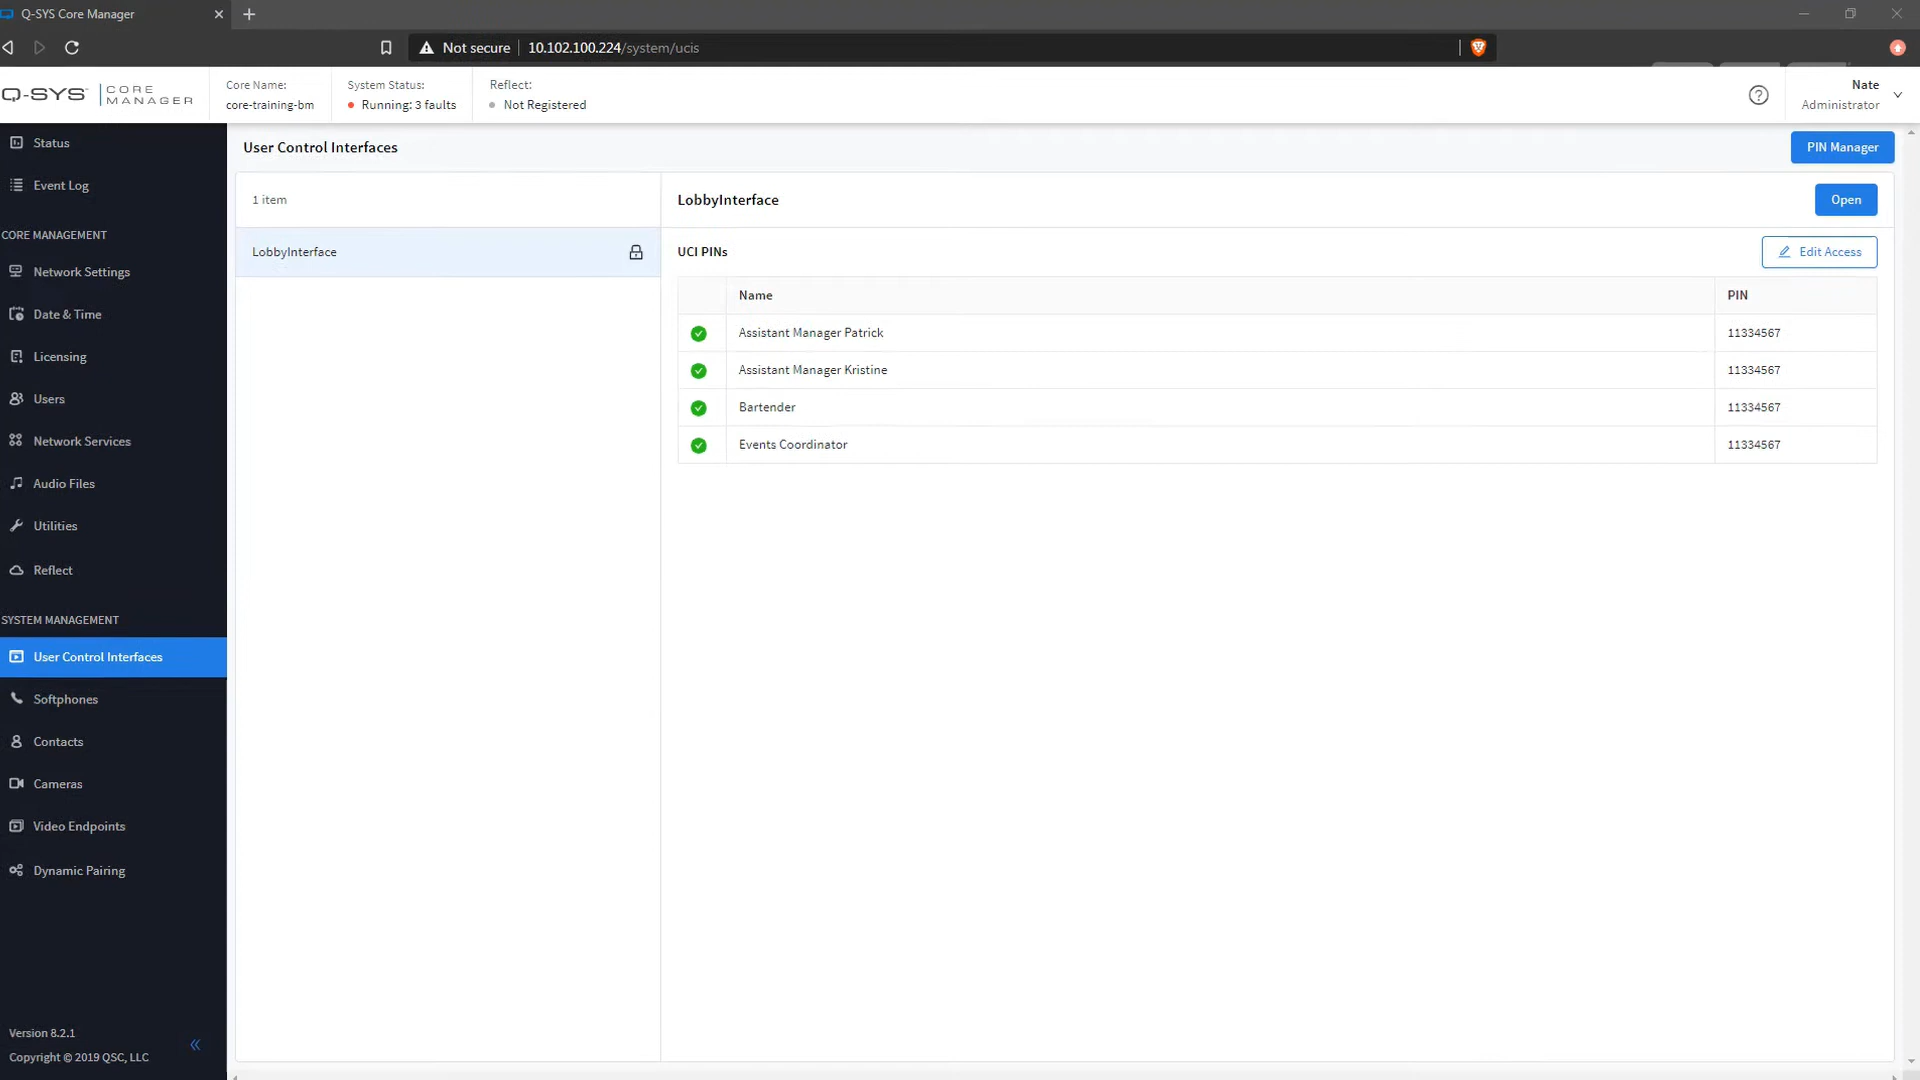 Q-SYS Core Manager
Not secure
10.102.100.224/system/ucis
Q-SYS
CORE
MANAGER
Core Name:
core-training-bm
System Status:
Running: 3 faults
Reflect:
Not Registered
?
Nate
Administrator
Status
Event Log
CORE MANAGEMENT
Network Settings
Date & Time
Licensing
Users
Network Services
Audio Files
Utilities
Reflect
SYSTEM MANAGEMENT
User Control Interfaces
Softphones
Contacts
Cameras
Video Endpoints
Dynamic Pairing
Version 8.2.1
Copyright © 2019 QSC, LLC
User Control Interfaces
PIN Manager
1 item
LobbyInterface
LobbyInterface
Open
UCI PINs
Edit Access
Name PIN
Assistant Manager Patrick 11334567
Assistant Manager Kristine 11334567
Bartender 11334567
Events Coordinator 11334567